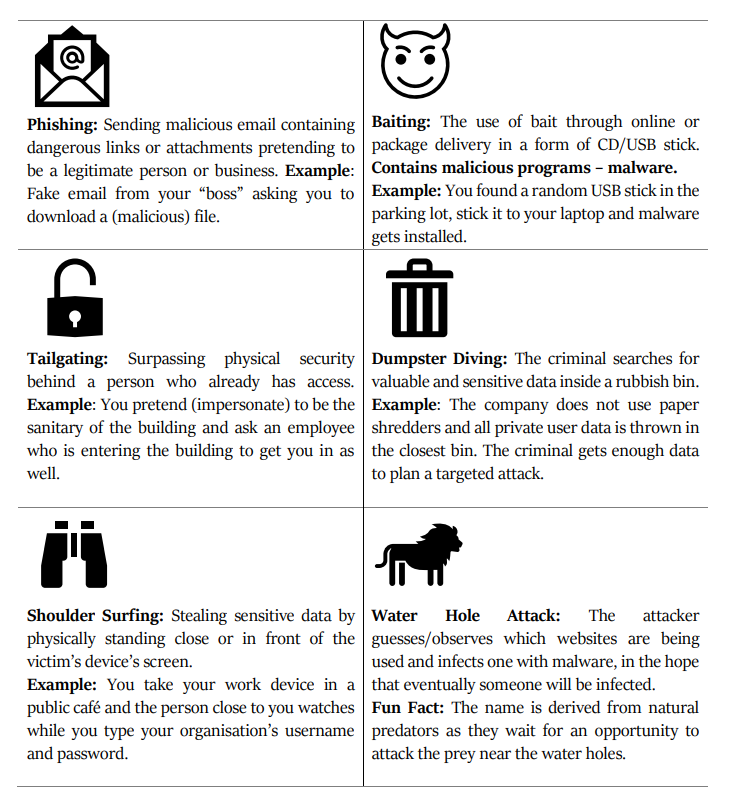 @
Phishing: Sending malicious email containing
dangerous links or attachments pretending to
be a legitimate person or business. Example:
Fake email from your “boss” asking you to
download a (malicious) file.
Baiting: The use of bait through online or
package delivery in a form of CD/USB stick.
Contains malicious programs – malware.
Example: You found a random USB stick in the
parking lot, stick it to your laptop and malware
gets installed.
Tailgating: Surpassing physical security
behind a person who already has access.
Example: You pretend (impersonate) to be the
sanitary of the building and ask an employee
who is entering the building to get you in as
well.
Dumpster Diving: The criminal searches for
valuable and sensitive data inside a rubbish bin.
Example: The company does not use paper
shredders and all private user data is thrown in
the closest bin. The criminal gets enough data
to plan a targeted attack.
Shoulder Surfing: Stealing sensitive data by
physically standing close or in front of the
victim’s device’s screen.
Example: You take your work device in a
public café and the person close to you watches
while you type your organisation’s username
and password.
Water Hole Attack: The attacker
guesses/observes which websites are being
used and infects one with malware, in the hope
that eventually someone will be infected.
Fun Fact: The name is derived from natural
predators as they wait for an opportunity to
attack the prey near the water holes.